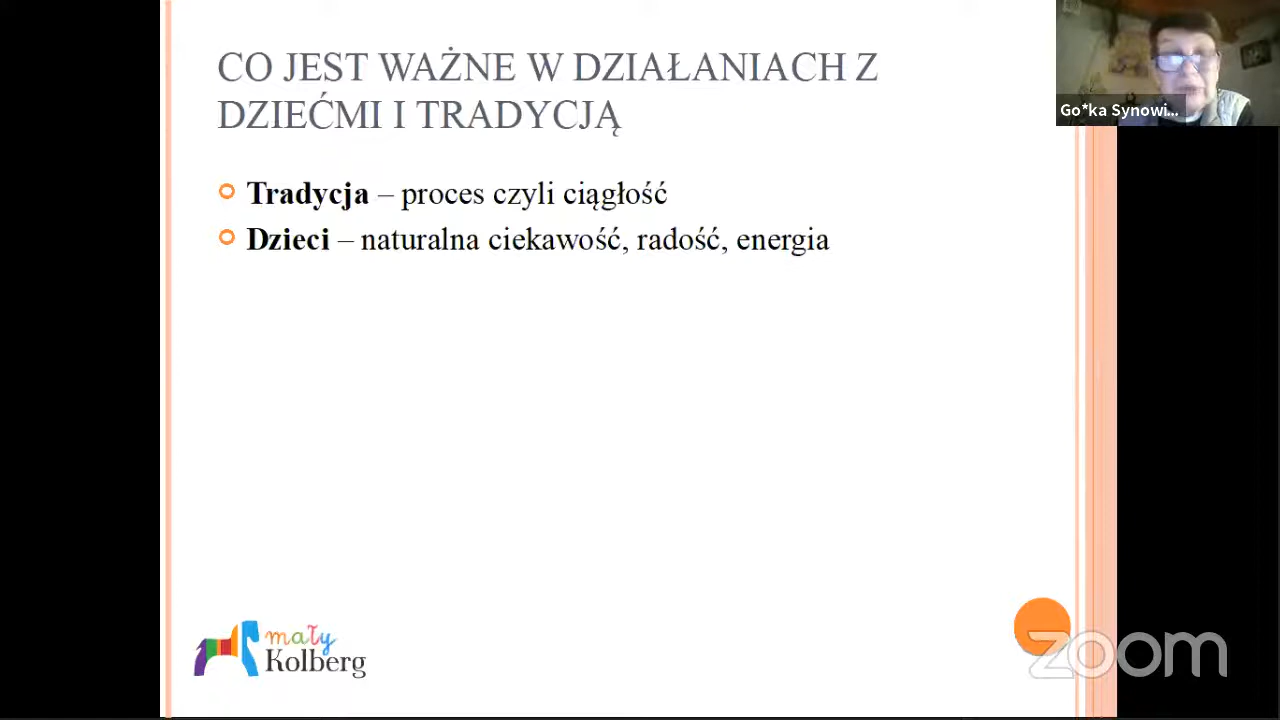 CO JEST WAŻNE W DZIAŁANIACH Z
DZIEĆMI I TRADYCJĄ
Tradycja – proces czyli ciągłość
Dzieci – naturalna ciekawość, radość, energia
Go*ka Synowi...
mały
Kolberg
zoom